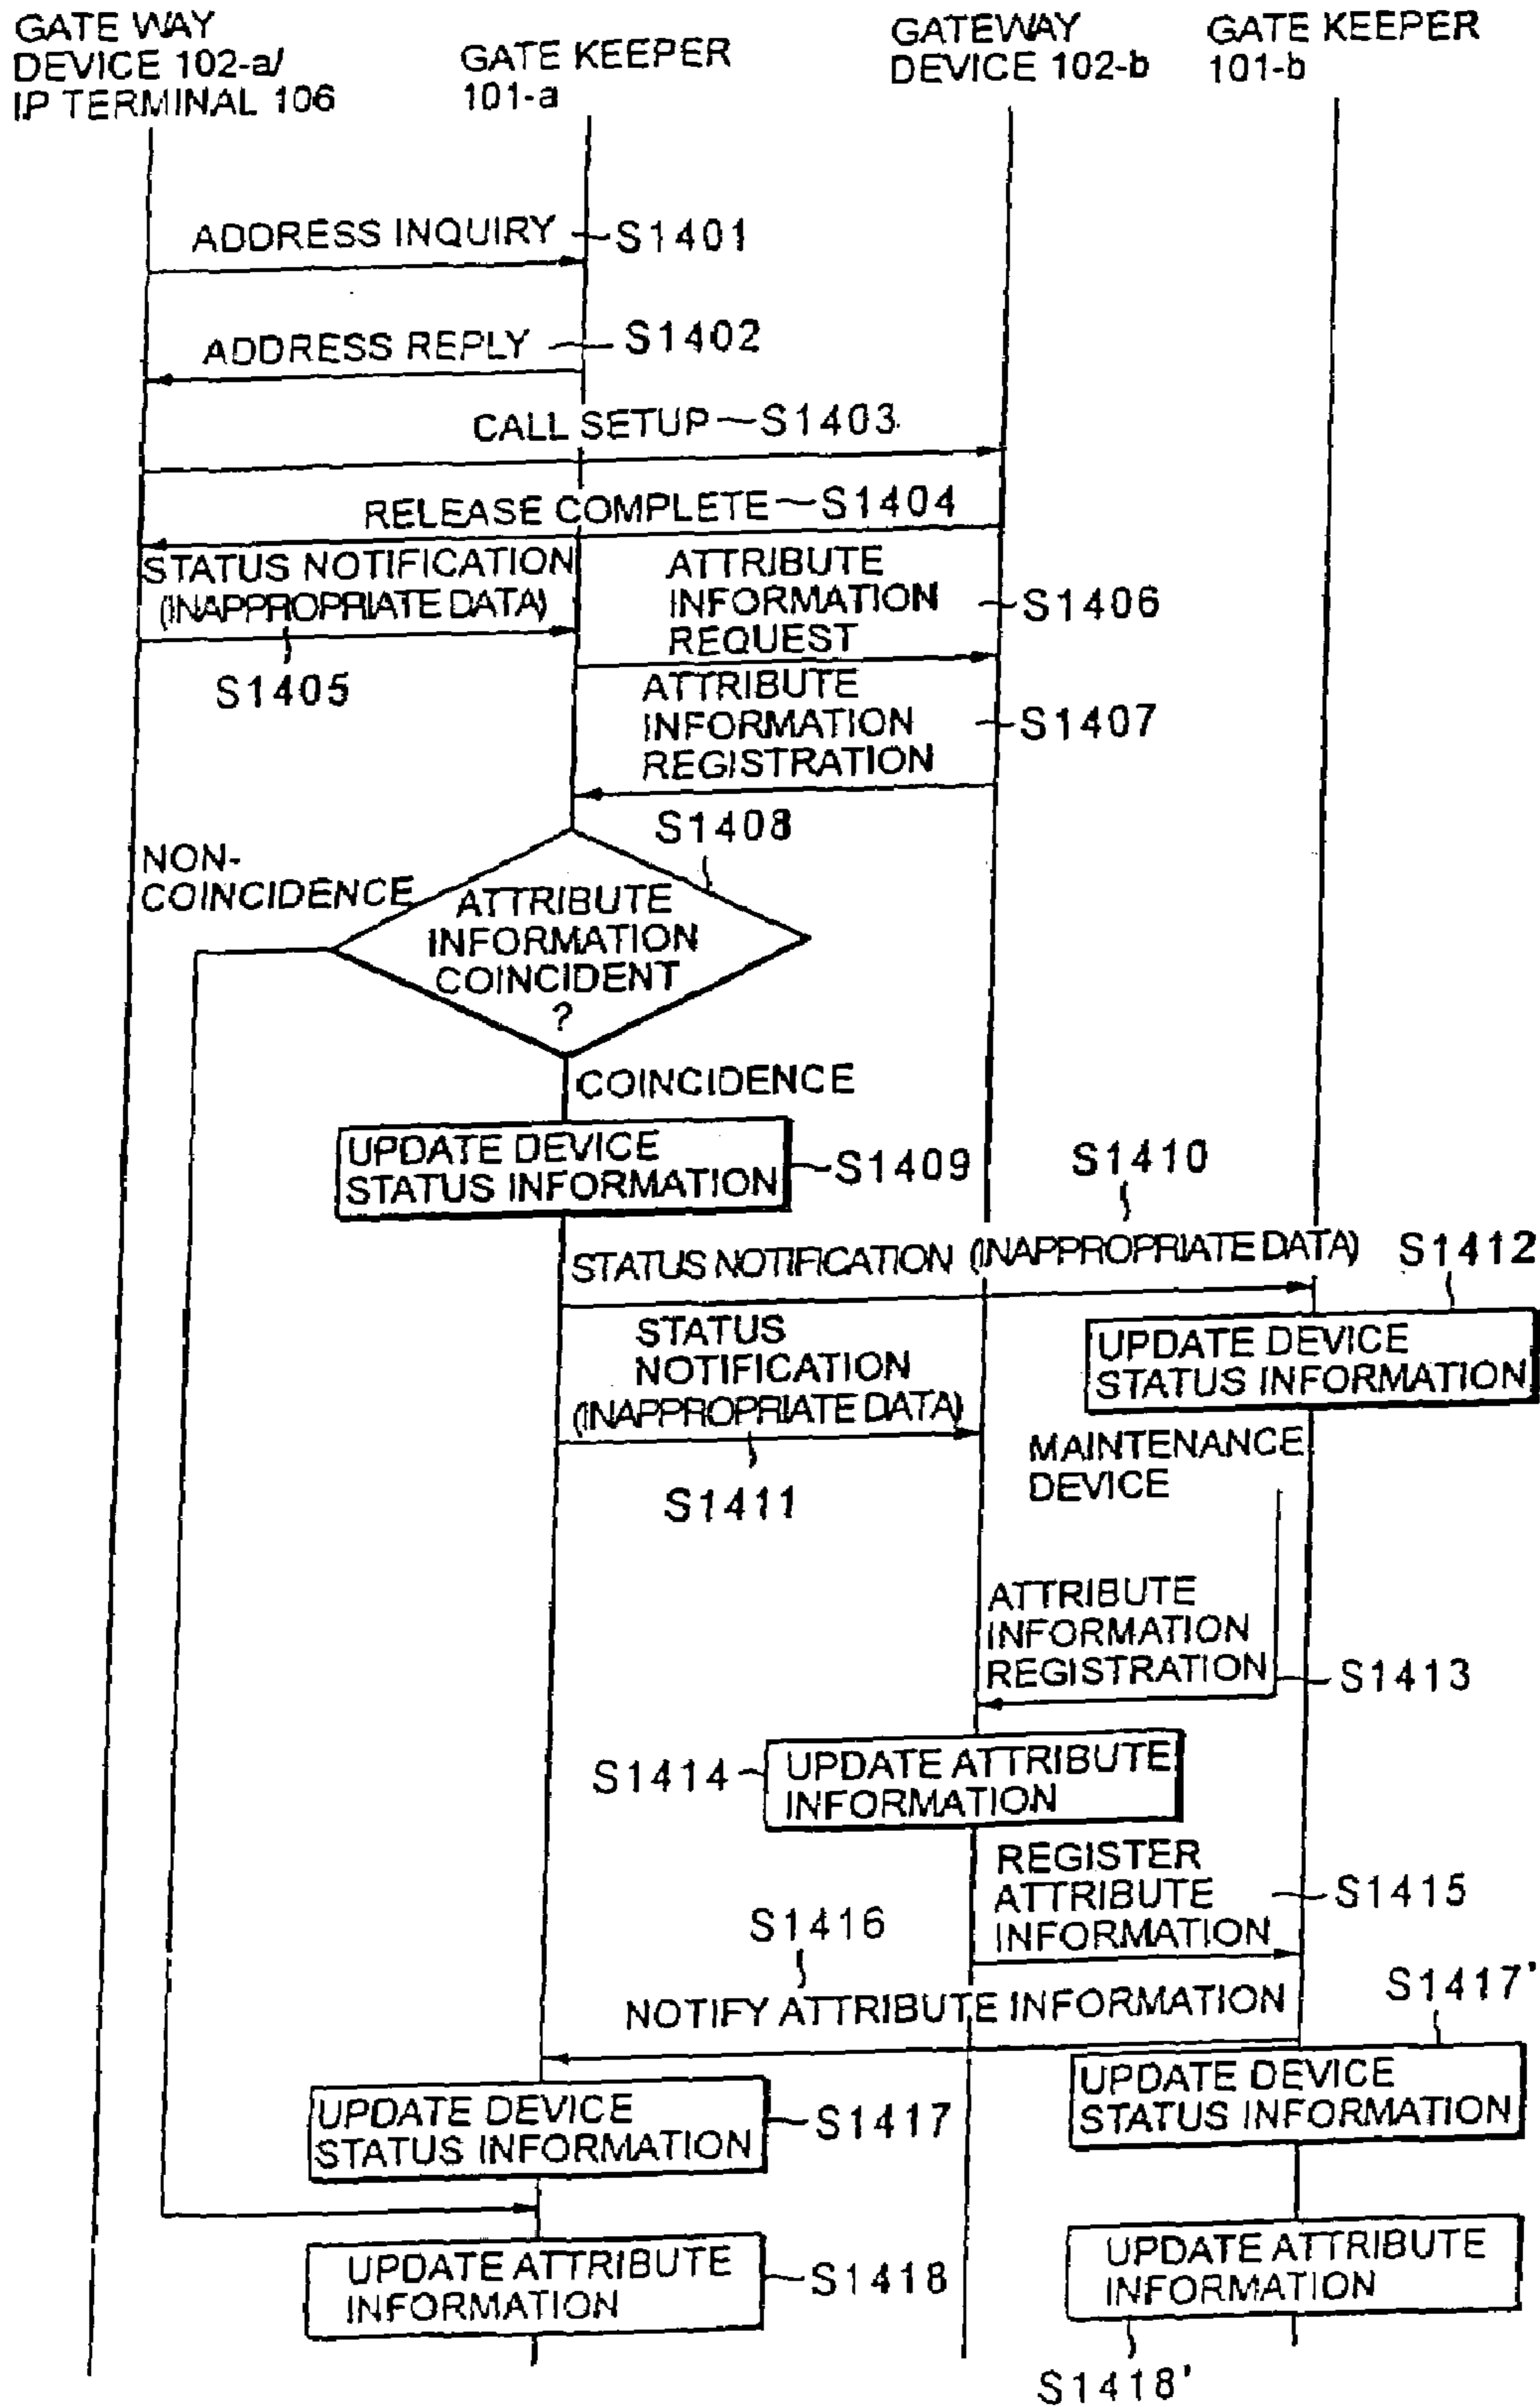 GATE WAY
DEVICE 102-a/
IP TERMINAL 106
GATE KEEPER
101-a
GATEWAY
DEVICE 102-b
GATE KEEPER
101-b
ADDRESS INQUIRY
S1401
ADDRESS REPLY
S1402
CALL SETUP
S1403
RELEASE COMPLETE
S1404
STATUS NOTIFICATION
(INAPPROPRIATE DATA)
S1405
ATTRIBUTE
INFORMATION
REQUEST
S1406
ATTRIBUTE
INFORMATION
REGISTRATION
S1407
S1408
NON-
COINCIDENCE
ATTRIBUTE
INFORMATION
COINCIDENT
?
COINCIDENCE
UPDATE DEVICE
STATUS INFORMATION
S1409
S1410
STATUS NOTIFICATION (INAPPROPRIATE DATA)
S1412
STATUS
NOTIFICATION
(INAPPROPRIATE DATA)
S1411
UPDATE DEVICE
STATUS INFORMATION
MAINTENANCE
DEVICE
ATTRIBUTE
INFORMATION
REGISTRATION
S1413
S1414
UPDATE ATTRIBUTE
INFORMATION
REGISTER
ATTRIBUTE
INFORMATION
S1415
S1416
NOTIFY ATTRIBUTE INFORMATION
S1417'
UPDATE DEVICE
STATUS INFORMATION
S1417
UPDATE DEVICE
STATUS INFORMATION
UPDATE ATTRIBUTE
INFORMATION
S1418
UPDATE ATTRIBUTE
INFORMATION
S1418'